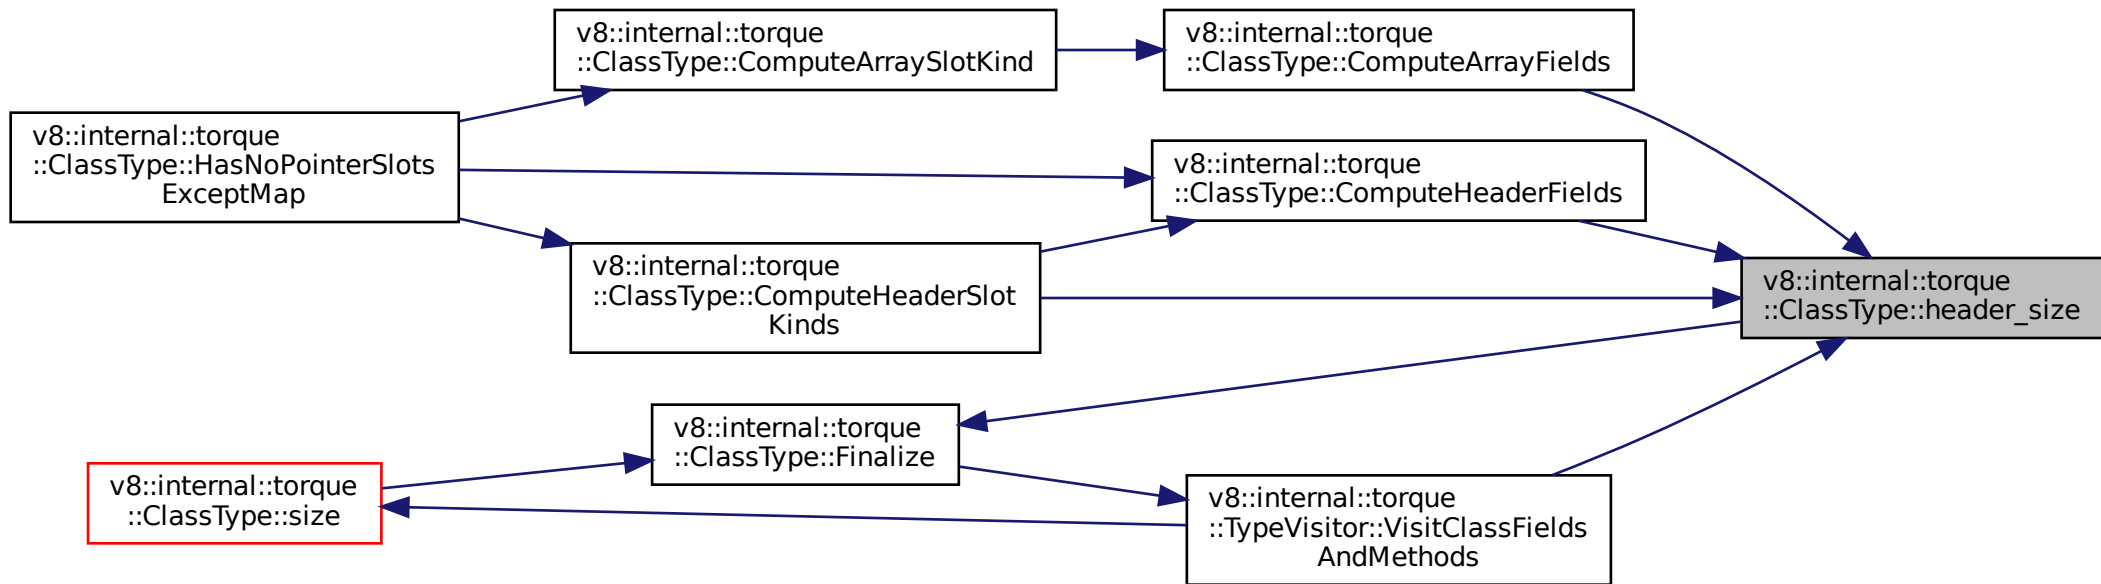 v8::internal::torque
::ClassType::ComputeArraySlotKind
v8::internal::torque
::ClassType::ComputeArrayFields
v8::internal::torque
::ClassType::HasNoPointerSlots
ExceptMap
v8::internal::torque
::ClassType::ComputeHeaderFields
v8::internal::torque
::ClassType::ComputeHeaderSlot
Kinds
v8::internal::torque
::ClassType::header_size
v8::internal::torque
::ClassType::Finalize
v8::internal::torque
::ClassType::size
v8::internal::torque
::TypeVisitor::VisitClassFields
AndMethods